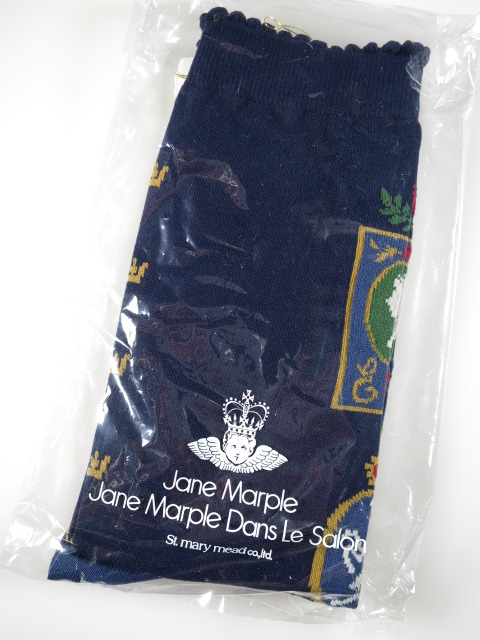 Jane Marple
Jane Marple Dans Le Salon
St. mary mead co,ltd.